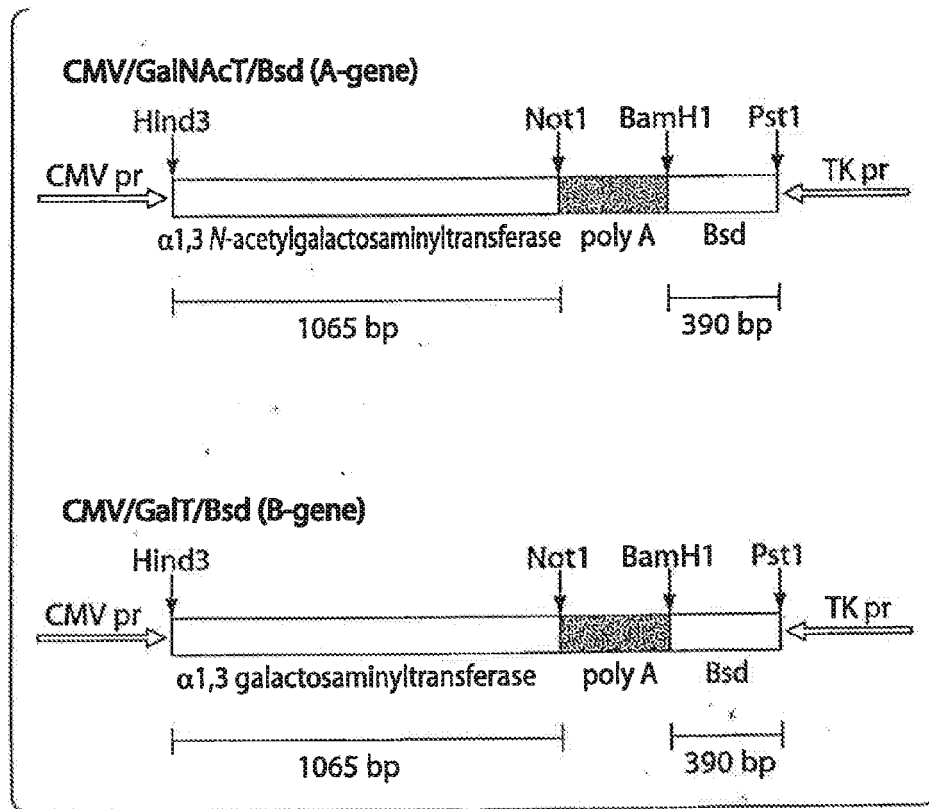 CMV/GalNAcT/Bsd (A-gene)
Hind3 Not1 BamH1 Pst1
CMV pr TK pr
α1,3 N-acetylgalactosaminyltransferase poly A Bsd
1065 bp 390 bp
CMV/GalT/Bsd (B-gene)
Hind3 Not1 BamH1 Pst1
CMV pr TK pr
α1,3 galactosaminyltransferase poly A Bsd
1065 bp 390 bp